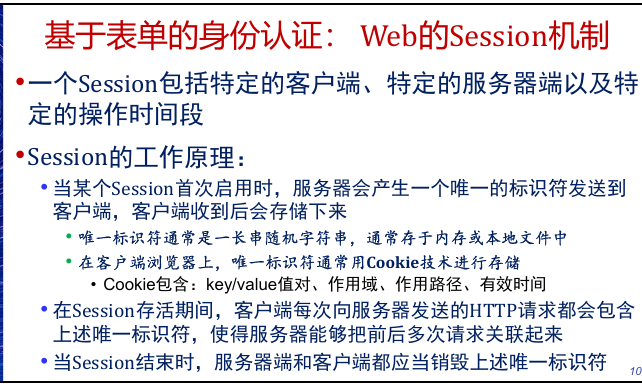 基于表单的身份认证： Web的Session机制
•一个Session包括特定的客户端、特定的服务器端以及特
定的操作时间段
•Session的工作原理：
•当某个Session首次启用时，服务器会产生一个唯一的标识符发送到
客户端，客户端收到后会存储下来
•唯一标识符通常是一长串随机字符串，通常存于内存或本地文件中
•在客户端浏览器上，唯一标识符通常用Cookie技术进行存储
•Cookie包含：key/value值对、作用域、作用路径、有效时间
•在Session存活期间，客户端每次向服务器发送的HTTP请求都会包含
上述唯一标识符，使得服务器能够把前后多次请求关联起来
•当Session结束时，服务器端和客户端都应当销毁上述唯一标识符
10